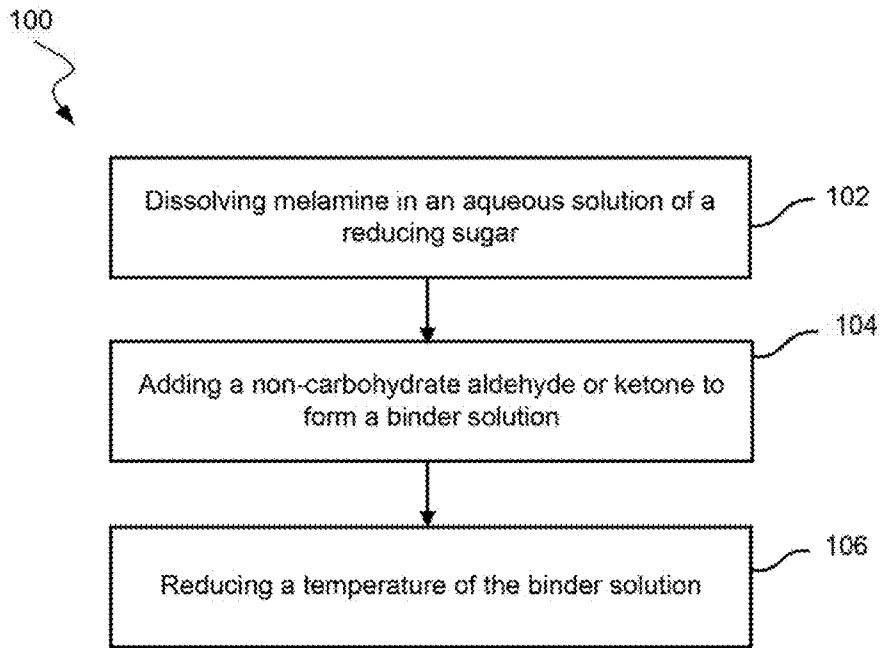 100
Dissolving melamine in an aqueous solution of a
reducing sugar
102
104
Adding a non-carbohydrate aldehyde or ketone to
form a binder solution
106
Reducing a temperature of the binder solution